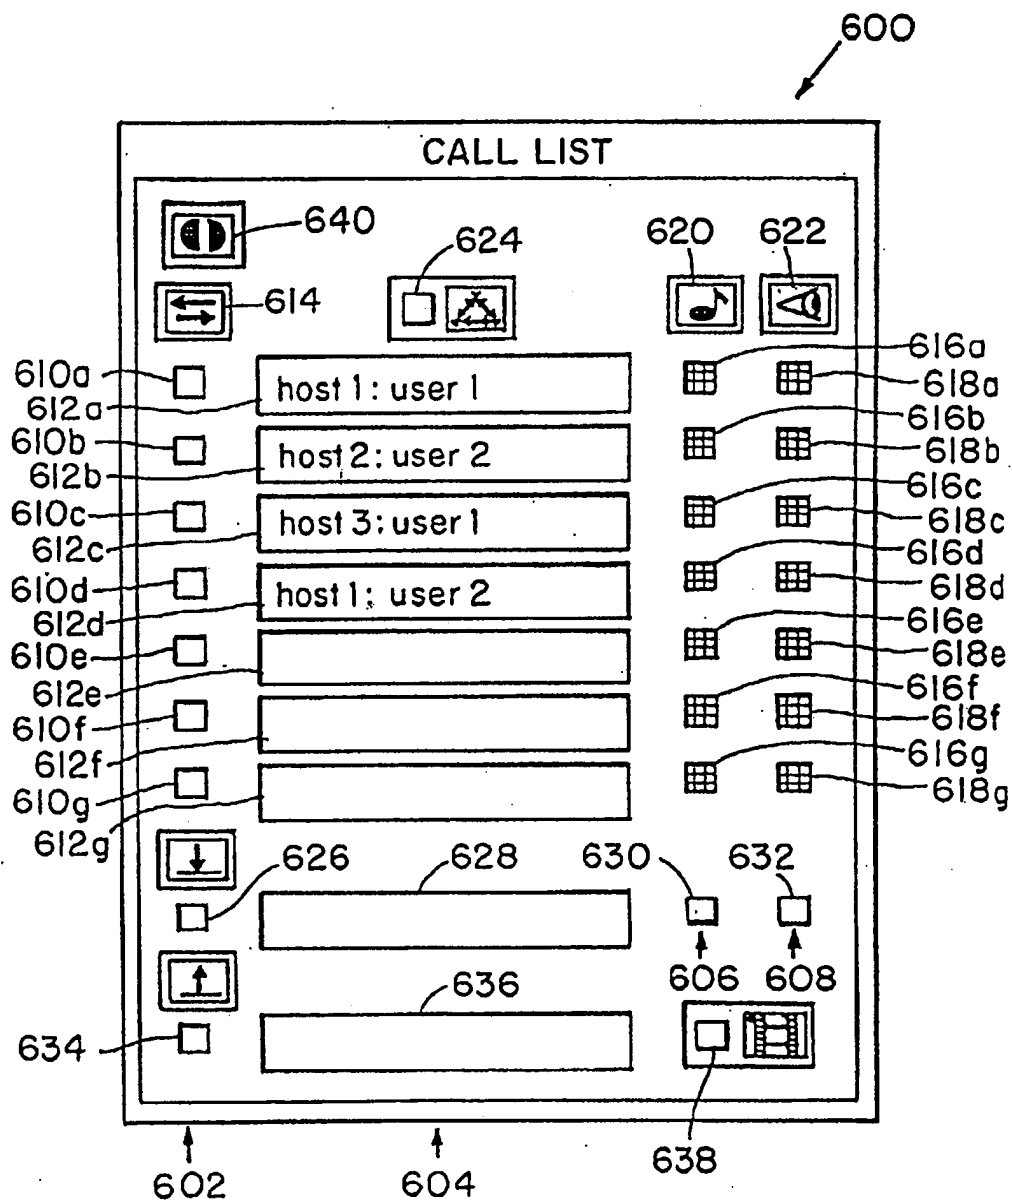 600
CALL LIST
640
624
620
622
614
616a
610a
618a
612a
host 1: user 1
616b
610b
618b
612b
host 2: user 2
616c
610c
618c
612c
host 3: user 1
616d
610d
618d
612d
host 1: user 2
616e
610e
618e
612e
616f
610f
618f
612f
616g
610g
618g
612g
626
628
630
632
606
608
636
634
638
602
604